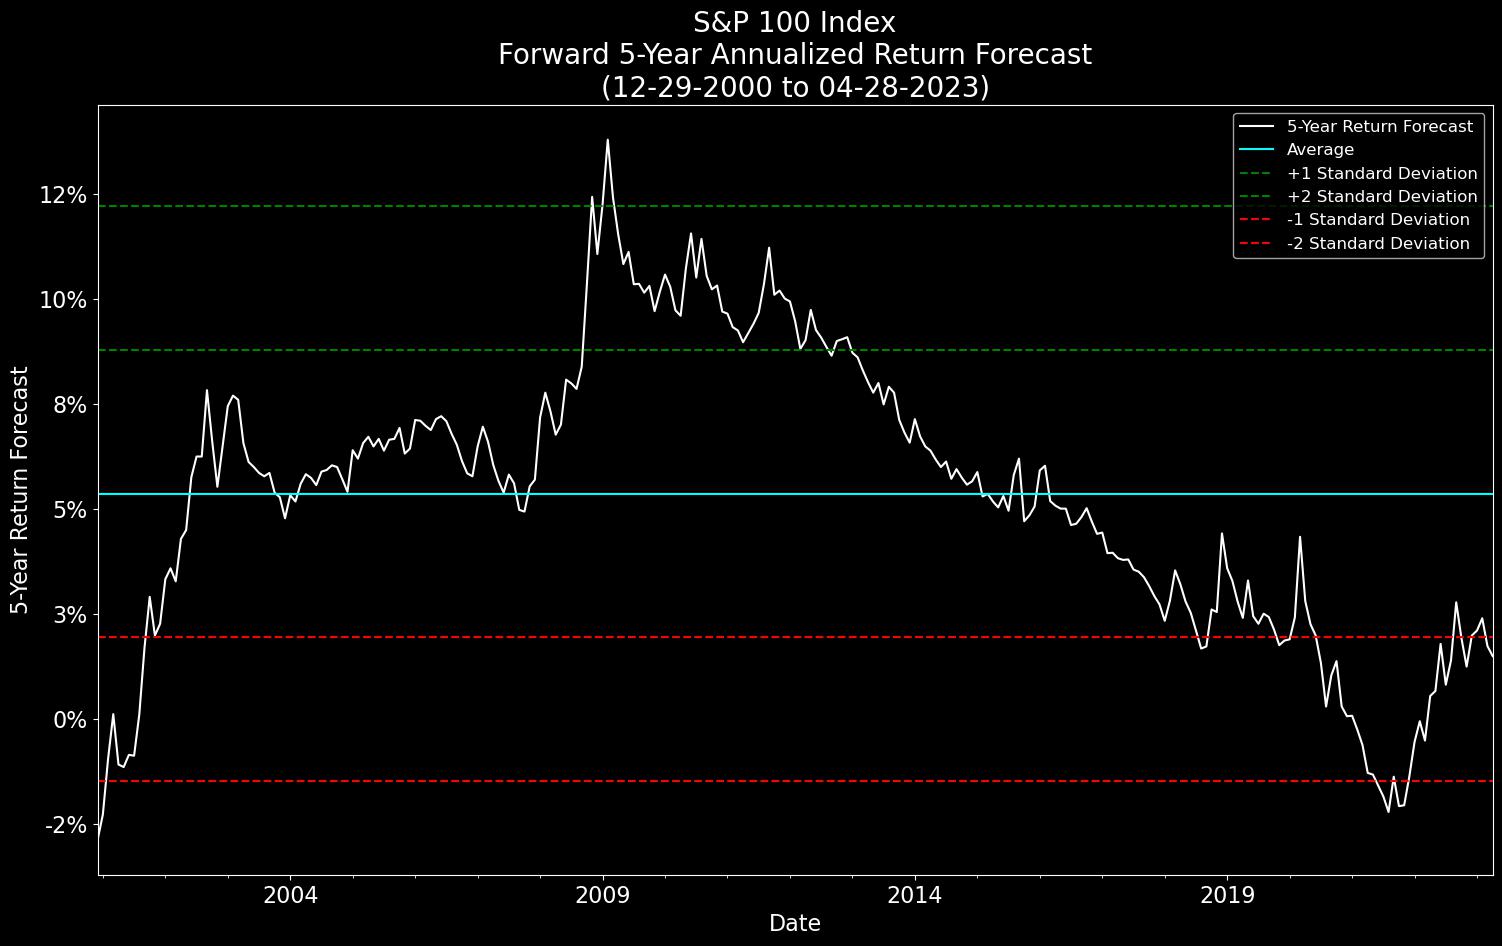 S&P 100 Index
Forward 5-Year Annualized Return Forecast
(12-29-2000 to 04-28-2023)
5-Year Return Forecast
Average
+1 Standard Deviation
+2 Standard Deviation
-1 Standard Deviation
-2 Standard Deviation
12%
10%
8%
5%
3%
0%
-2%
5-Year Return Forecast
2004 2009 2014 2019
Date